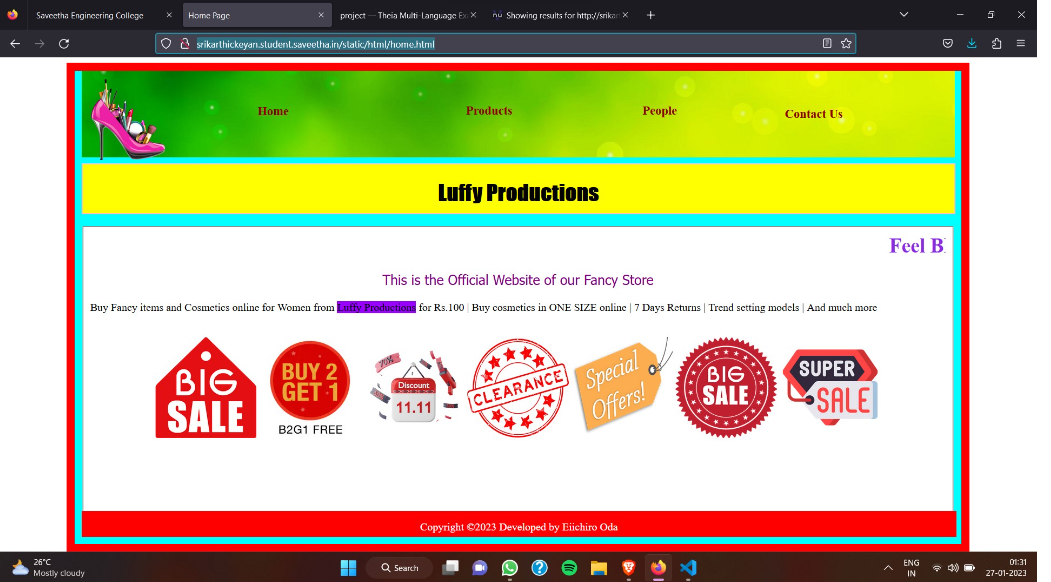 Saveetha Engineering College
Home Page
project — Theia Multi-Language Ex
Showing results for http://srikar
srikarthickeyan.student.saveetha.in/static/html/home.html
Home
Products
People
Contact Us
Luffy Productions
Feel B
This is the Official Website of our Fancy Store
Buy Fancy items and Cosmetics online for Women from Luffy Productions for Rs.100 | Buy cosmetics in ONE SIZE online | 7 Days Returns | Trend setting models | And much more
BIG
SALE
BUY 2
GET 1
B2G1 FREE
Discount
11.11
CLEARANCE
Special
Offers!
BIG
SALE
SUPER
SALE
Copyright ©2023 Developed by Eiichiro Oda
26°C
Mostly cloudy
Search
ENG
IN
01:31
27-01-2023